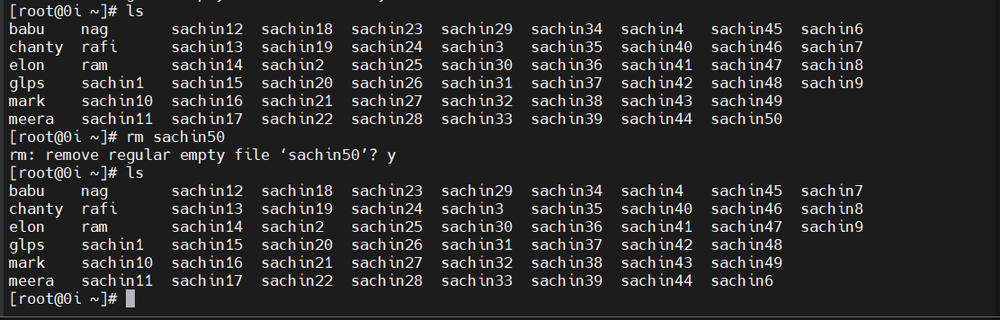 [root@0i ~]# ls
babu    nag       sachin12  sachin18  sachin23  sachin29  sachin34  sachin4   sachin45  sachin6
chanty  rafi      sachin13  sachin19  sachin24  sachin3   sachin35  sachin40  sachin46  sachin7
elon    ram       sachin14  sachin2   sachin25  sachin30  sachin36  sachin41  sachin47  sachin8
glps    sachin1   sachin15  sachin20  sachin26  sachin31  sachin37  sachin42  sachin48  sachin9
mark    sachin10  sachin16  sachin21  sachin27  sachin32  sachin38  sachin43  sachin49
meera   sachin11  sachin17  sachin22  sachin28  sachin33  sachin39  sachin44  sachin50
[root@0i ~]# rm sachin50
rm: remove regular empty file ‘sachin50’? y
[root@0i ~]# ls
babu    nag       sachin12  sachin18  sachin23  sachin29  sachin34  sachin4   sachin45  sachin7
chanty  rafi      sachin13  sachin19  sachin24  sachin3   sachin35  sachin40  sachin46  sachin8
elon    ram       sachin14  sachin2   sachin25  sachin30  sachin36  sachin41  sachin47  sachin9
glps    sachin1   sachin15  sachin20  sachin26  sachin31  sachin37  sachin42  sachin48
mark    sachin10  sachin16  sachin21  sachin27  sachin32  sachin38  sachin43  sachin49
meera   sachin11  sachin17  sachin22  sachin28  sachin33  sachin39  sachin44  sachin6
[root@0i ~]#